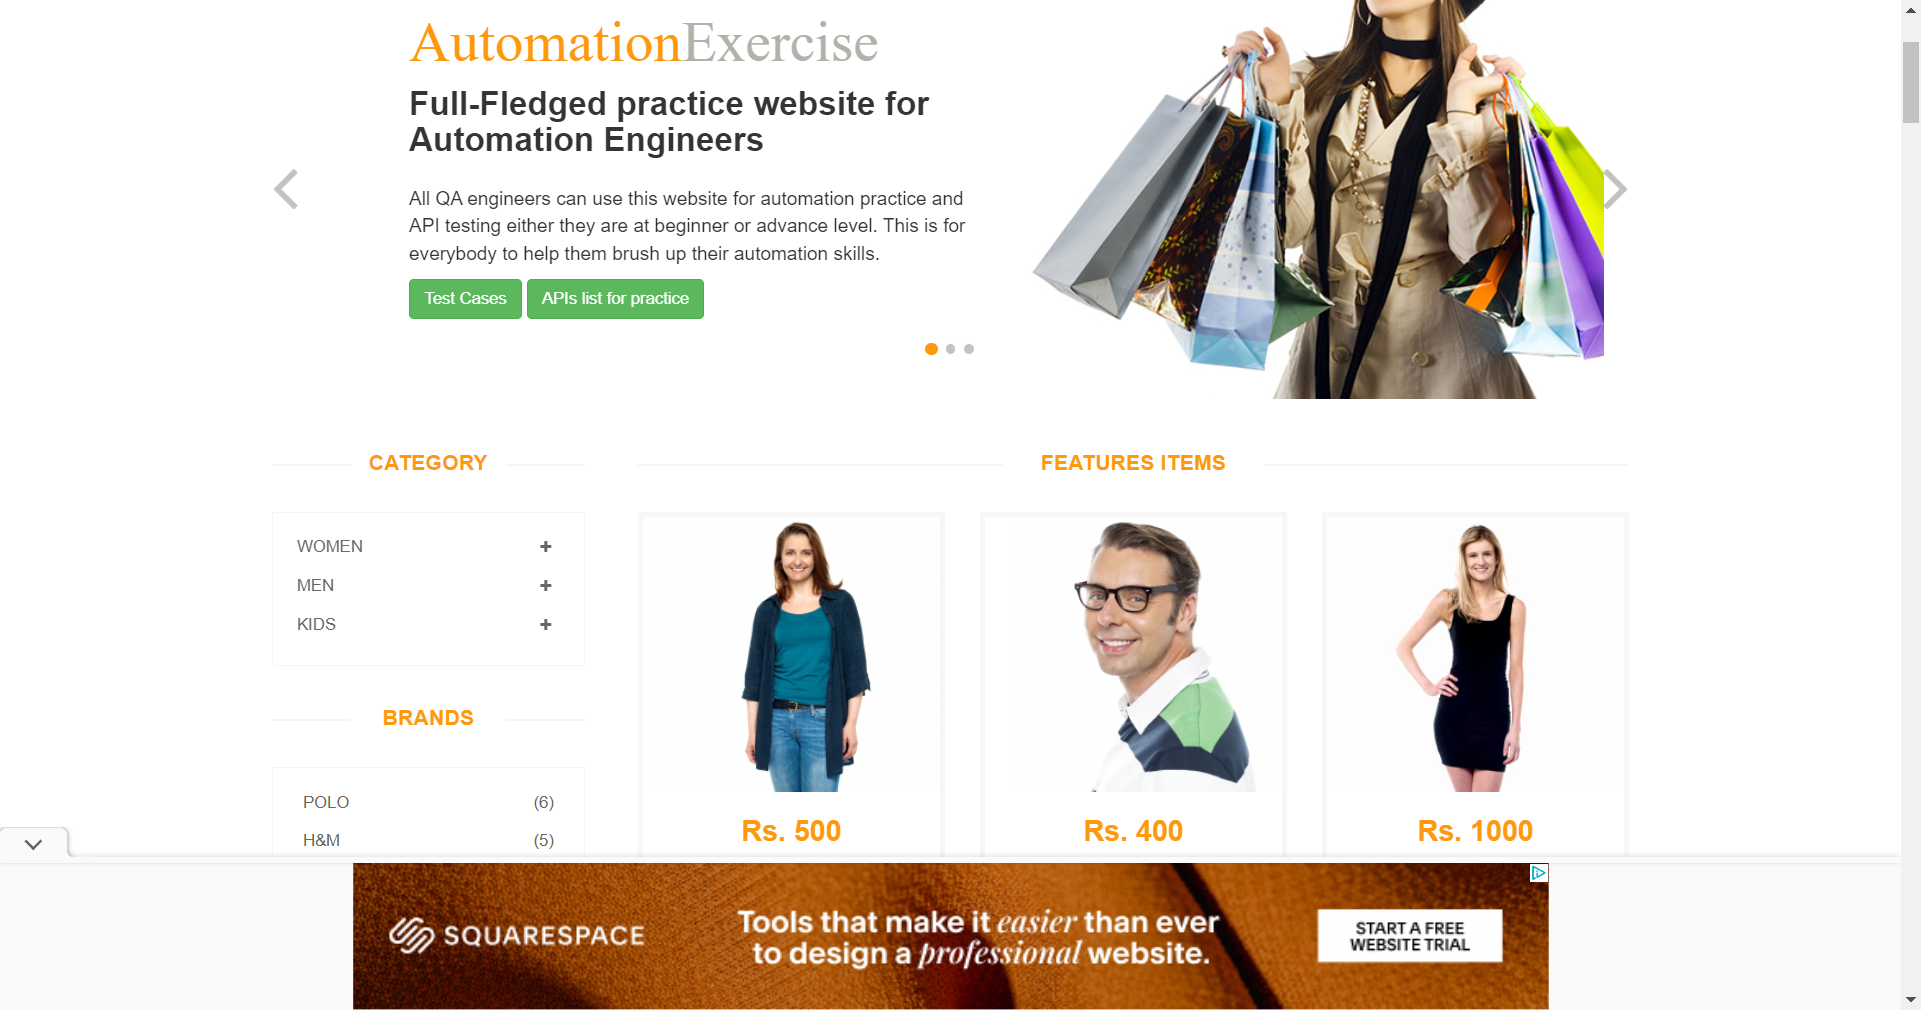 AutomationExercise
Full-Fledged practice website for
Automation Engineers
All QA engineers can use this website for automation practice and
API testing either they are at beginner or advance level. This is for
everybody to help them brush up their automation skills.
Test Cases
APIs list for practice
CATEGORY
WOMEN
MEN
KIDS
BRANDS
POLO (6)
H&M (5)
FEATURES ITEMS
Rs. 500
Rs. 400
Rs. 1000
SQUARESPACE
Tools that make it easier than ever
to design a professional website.
START A FREE
WEBSITE TRIAL